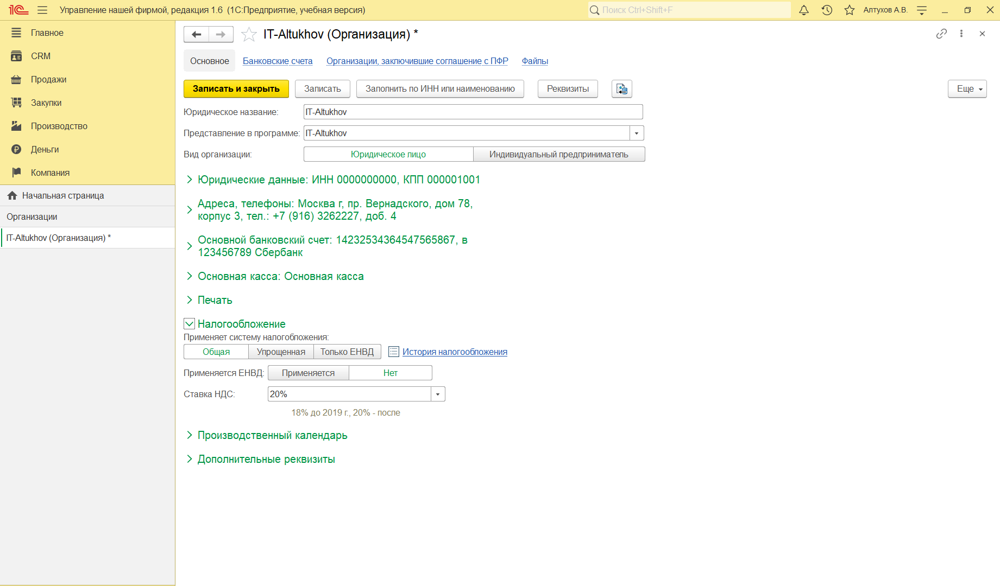 1С Управление нашей фирмой, редакция 1.6 (1С:Предприятие, учебная версия) Поиск Ctrl+Shift+F Алтухов А.В.
Главное
CRM
Продажи
Закупки
Производство
Деньги
Компания
Начальная страница
Организации
IT-Altukhov (Организация) *
IT-Altukhov (Организация) *
Основное Банковские счета Организации, заключившие соглашение с ПФР Файлы
Записать и закрыть Записать Заполнить по ИНН или наименованию Реквизиты Еще
Юридическое название: IT-Altukhov
Представление в программе: IT-Altukhov
Вид организации: Юридическое лицо Индивидуальный предприниматель
Юридические данные: ИНН 0000000000, КПП 000001001
Адреса, телефоны: Москва г, пр. Вернадского, дом 78,
корпус 3, тел.: +7 (916) 3262227, доб. 4
Основной банковский счет: 14232534364547565867, в
123456789 Сбербанк
Основная касса: Основная касса
Печать
Налогообложение
Применяет систему налогобложения:
Общая Упрощенная Только ЕНВД История налогообложения
Применяется ЕНВД: Применяется Нет
Ставка НДС: 20%
18% до 2019 г., 20% - после
Производственный календарь
Дополнительные реквизиты